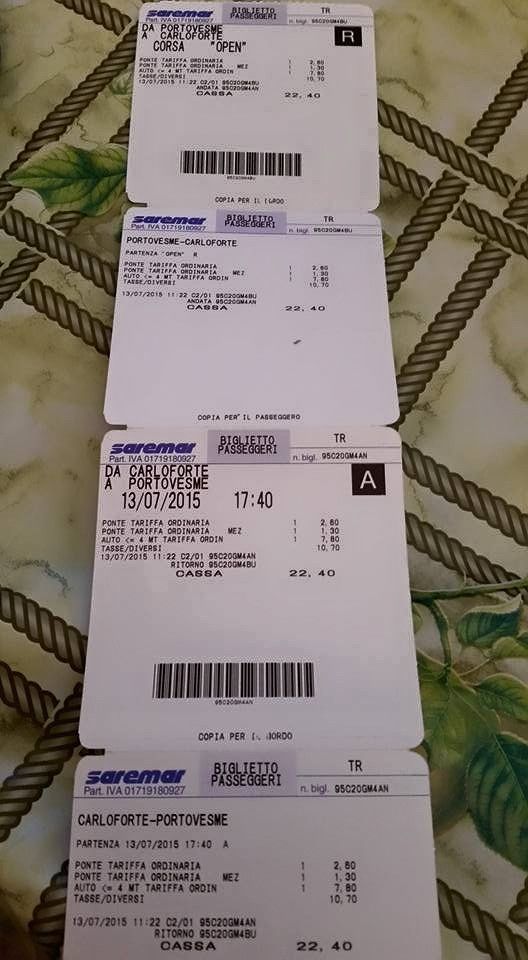 saremar BIGLIETTO TR
Part. IVA 01719180927 PASSEGGERI n. bigl. 95C20GM4BU
DA PORTOVESME
A CARLOFORTE R
CORSA "OPEN"
PONTE TARIFFA ORDINARIA 1 2,60
PONTE TARIFFA ORDINARIA MEZ 1 1,30
AUTO <= 4 MT TARIFFA ORDIN 1 7,80
TASSE/DIVERSI 10,70
13/07/2015 11:22 C2/01 95C20GM4BU
ANDATA 95C20GM4AN
CASSA 22,40
95C20GM4BU
COPIA PER IL BORDO
saremar BIGLIETTO TR
Part. IVA 01719180927 PASSEGGERI n. bigl. 95C20GM4BU
PORTOVESME-CARLOFORTE
PARTENZA "OPEN" R
PONTE TARIFFA ORDINARIA 1 2,60
PONTE TARIFFA ORDINARIA MEZ 1 1,30
AUTO <= 4 MT TARIFFA ORDIN 1 7,80
TASSE/DIVERSI 10,70
13/07/2015 11:22 C2/01 95C20GM4BU
ANDATA 95C20GM4AN
CASSA 22,40
COPIA PER IL PASSEGGERO
saremar BIGLIETTO TR
Part. IVA 01719180927 PASSEGGERI n. bigl. 95C20GM4AN
DA CARLOFORTE
A PORTOVESME A
13/07/2015 17:40
PONTE TARIFFA ORDINARIA 1 2,60
PONTE TARIFFA ORDINARIA MEZ 1 1,30
AUTO <= 4 MT TARIFFA ORDIN 1 7,80
TASSE/DIVERSI 10,70
13/07/2015 11:22 C2/01 95C20GM4AN
RITORNO 95C20GM4BU
CASSA 22,40
95C20GM4AN
COPIA PER IL BORDO
saremar BIGLIETTO TR
Part. IVA 01719180927 PASSEGGERI n. bigl. 95C20GM4AN
CARLOFORTE-PORTOVESME
PARTENZA 13/07/2015 17:40 A
PONTE TARIFFA ORDINARIA 1 2,60
PONTE TARIFFA ORDINARIA MEZ 1 1,30
AUTO <= 4 MT TARIFFA ORDIN 1 7,80
TASSE/DIVERSI 10,70
13/07/2015 11:22 C2/01 95C20GM4AN
RITORNO 95C20GM4BU
CASSA 22,40